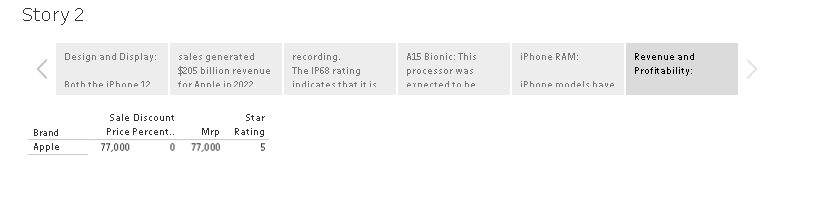 Story 2
Design and Display:
Both the iPhone 12
sales generated
$205 billion revenue
for Apple in 2022
recording.
The IP68 rating
indicates that it is
A15 Bionic: This
processor was
expected to be
iPhone RAM:
iPhone models have
Revenue and
Profitability:
Brand Sale Price Discount Percent.. Mrp Star Rating
Apple 77,000 0 77,000 5